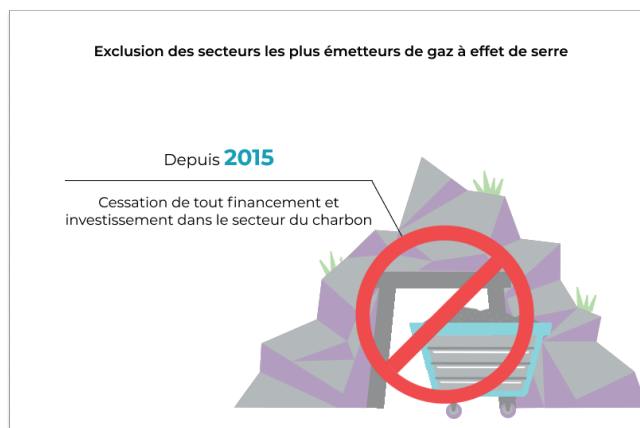 Exclusion des secteurs les plus émetteurs de gaz à effet de serre
Depuis 2015
Cessation de tout financement et
investissement dans le secteur du charbon